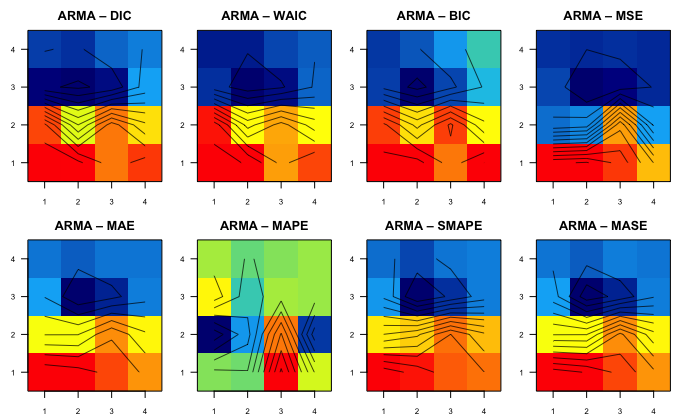 ARMA – DIC
ARMA – WAIC
ARMA – BIC
ARMA – MSE
4
3
2
1
1 2 3 4
4
3
2
1
1 2 3 4
4
3
2
1
1 2 3 4
4
3
2
1
1 2 3 4
ARMA – MAE
ARMA – MAPE
ARMA – SMAPE
ARMA – MASE
4
3
2
1
1 2 3 4
4
3
2
1
1 2 3 4
4
3
2
1
1 2 3 4
4
3
2
1
1 2 3 4